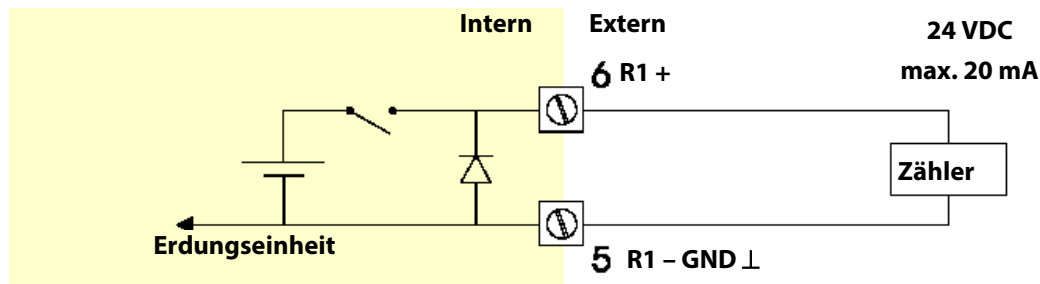 Intern Extern
24 VDC
max. 20 mA
6 R1 +
Zähler
Erdungseinheit
5 R1 – GND ⊥